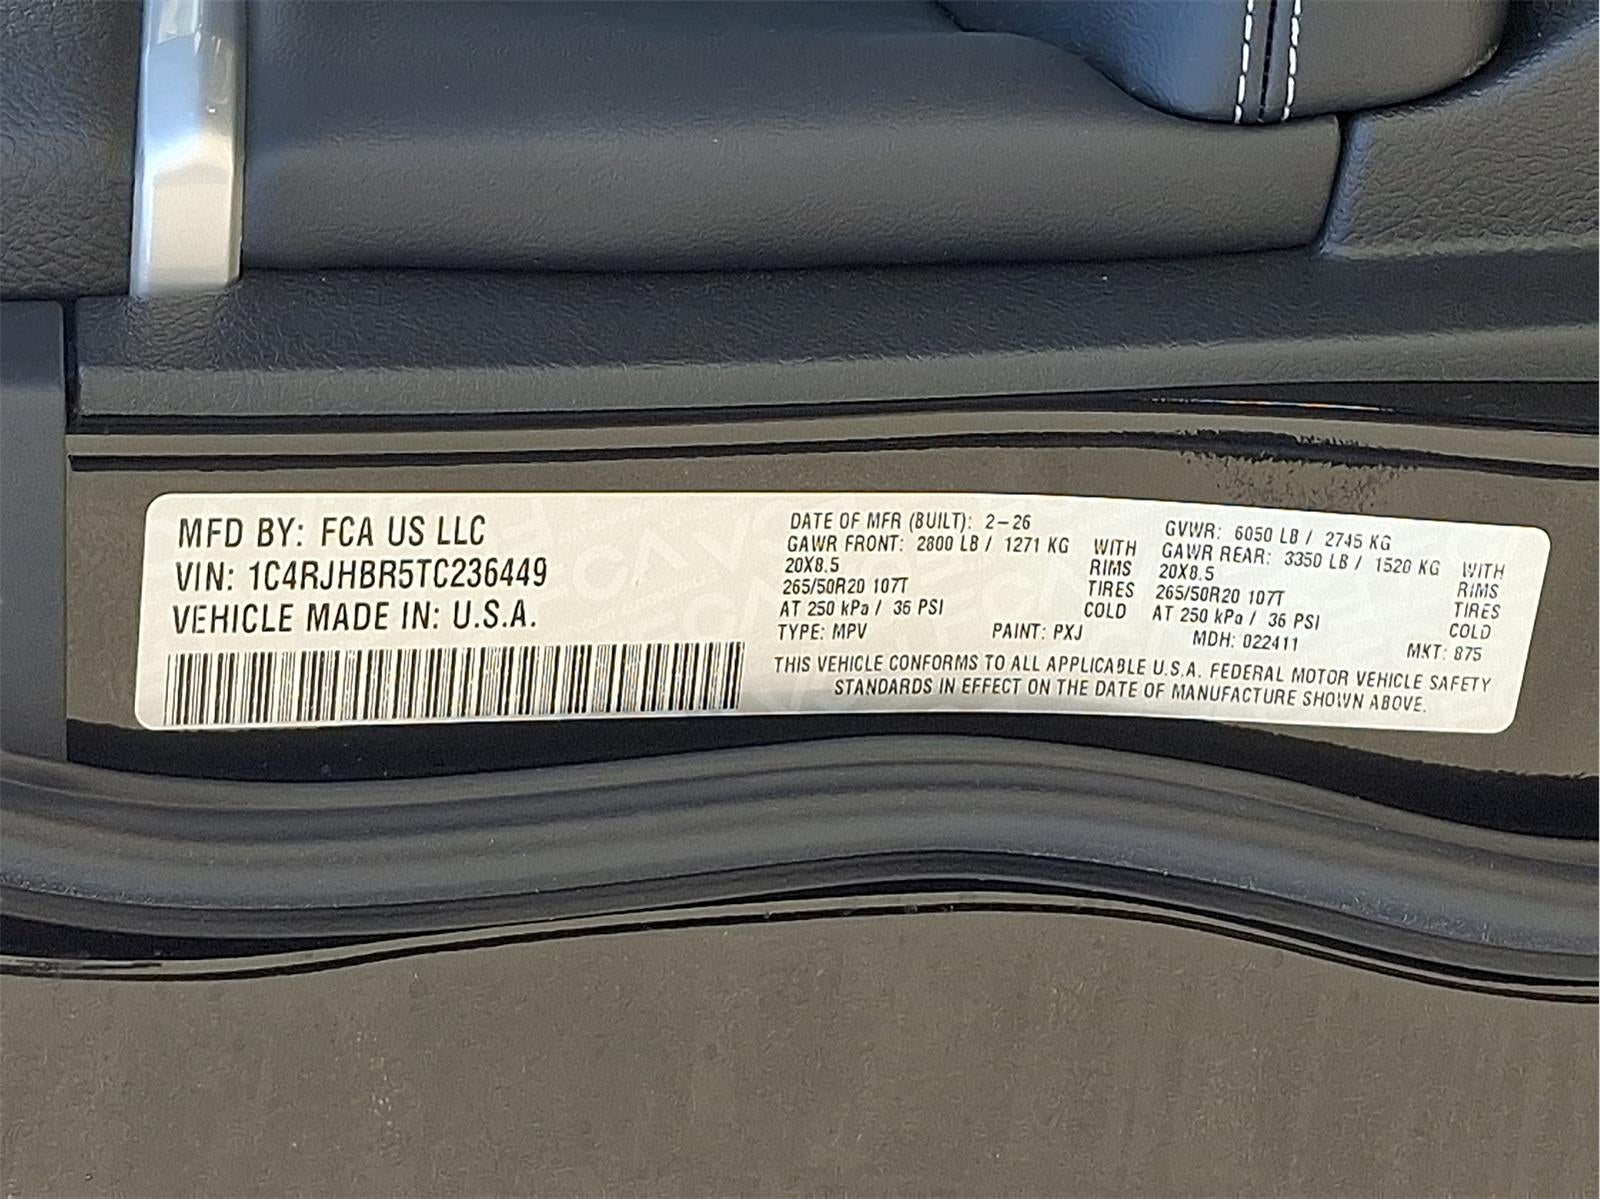 MFD BY: FCA US LLC
VIN: 1C4RJHBR5TC236449
VEHICLE MADE IN: U.S.A.
DATE OF MFR (BUILT): 2-26
GAWR FRONT: 2800 LB / 1271 KG WITH
20X8.5 RIMS
265/50R20 107T TIRES
AT 250 kPa / 36 PSI COLD
TYPE: MPV PAINT: PXJ
GVWR: 6050 LB / 2745 KG
GAWR REAR: 3350 LB / 1520 KG WITH
20X8.5 RIMS
265/50R20 107T TIRES
AT 250 kPa / 36 PSI COLD
MDH: 022411 MKT: 875
THIS VEHICLE CONFORMS TO ALL APPLICABLE U.S.A. FEDERAL MOTOR VEHICLE SAFETY
STANDARDS IN EFFECT ON THE DATE OF MANUFACTURE SHOWN ABOVE.